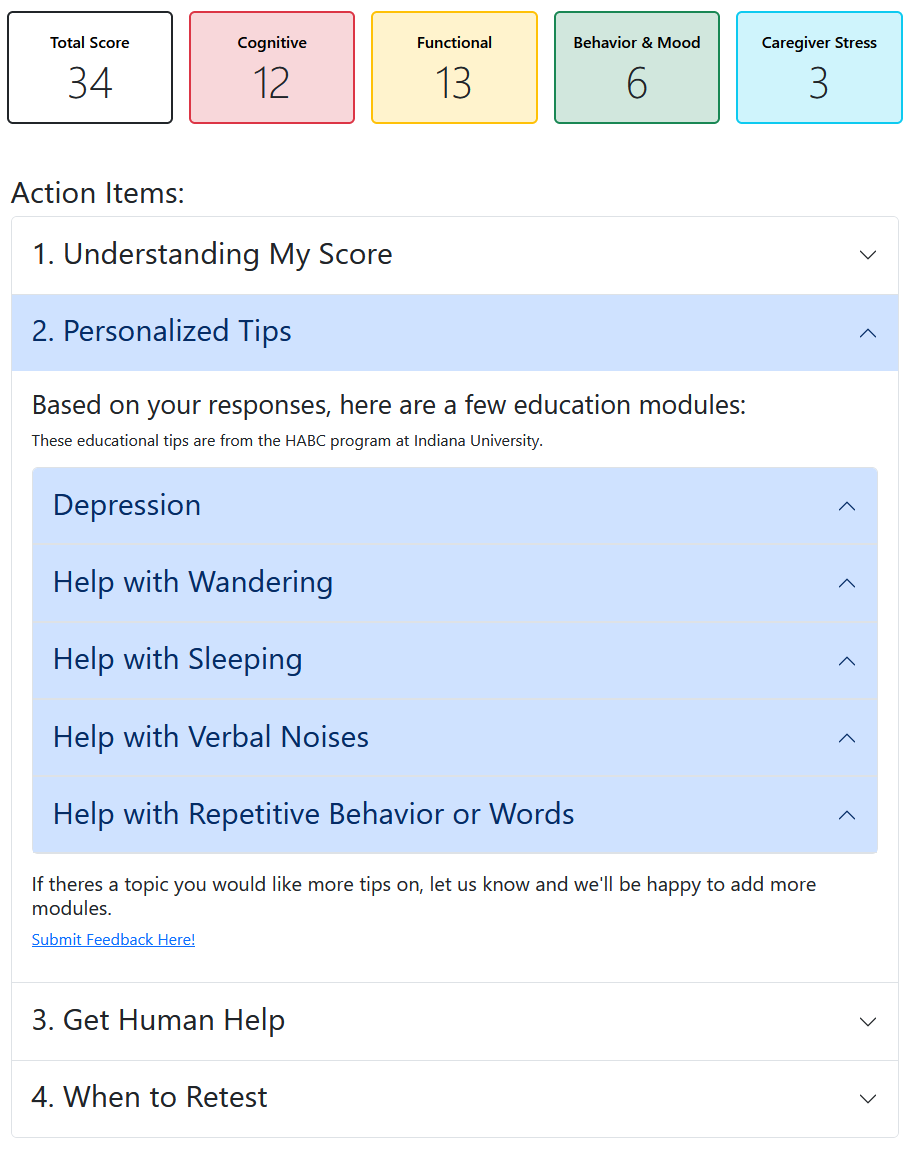 Total Score
34
Cognitive
12
Functional
13
Behavior & Mood
6
Caregiver Stress
3
Action Items:
1. Understanding My Score
2. Personalized Tips
Based on your responses, here are a few education modules:
These educational tips are from the HABC program at Indiana University.
Depression
Help with Wandering
Help with Sleeping
Help with Verbal Noises
Help with Repetitive Behavior or Words
If theres a topic you would like more tips on, let us know and we'll be happy to add more
modules.
Submit Feedback Here!
3. Get Human Help
4. When to Retest